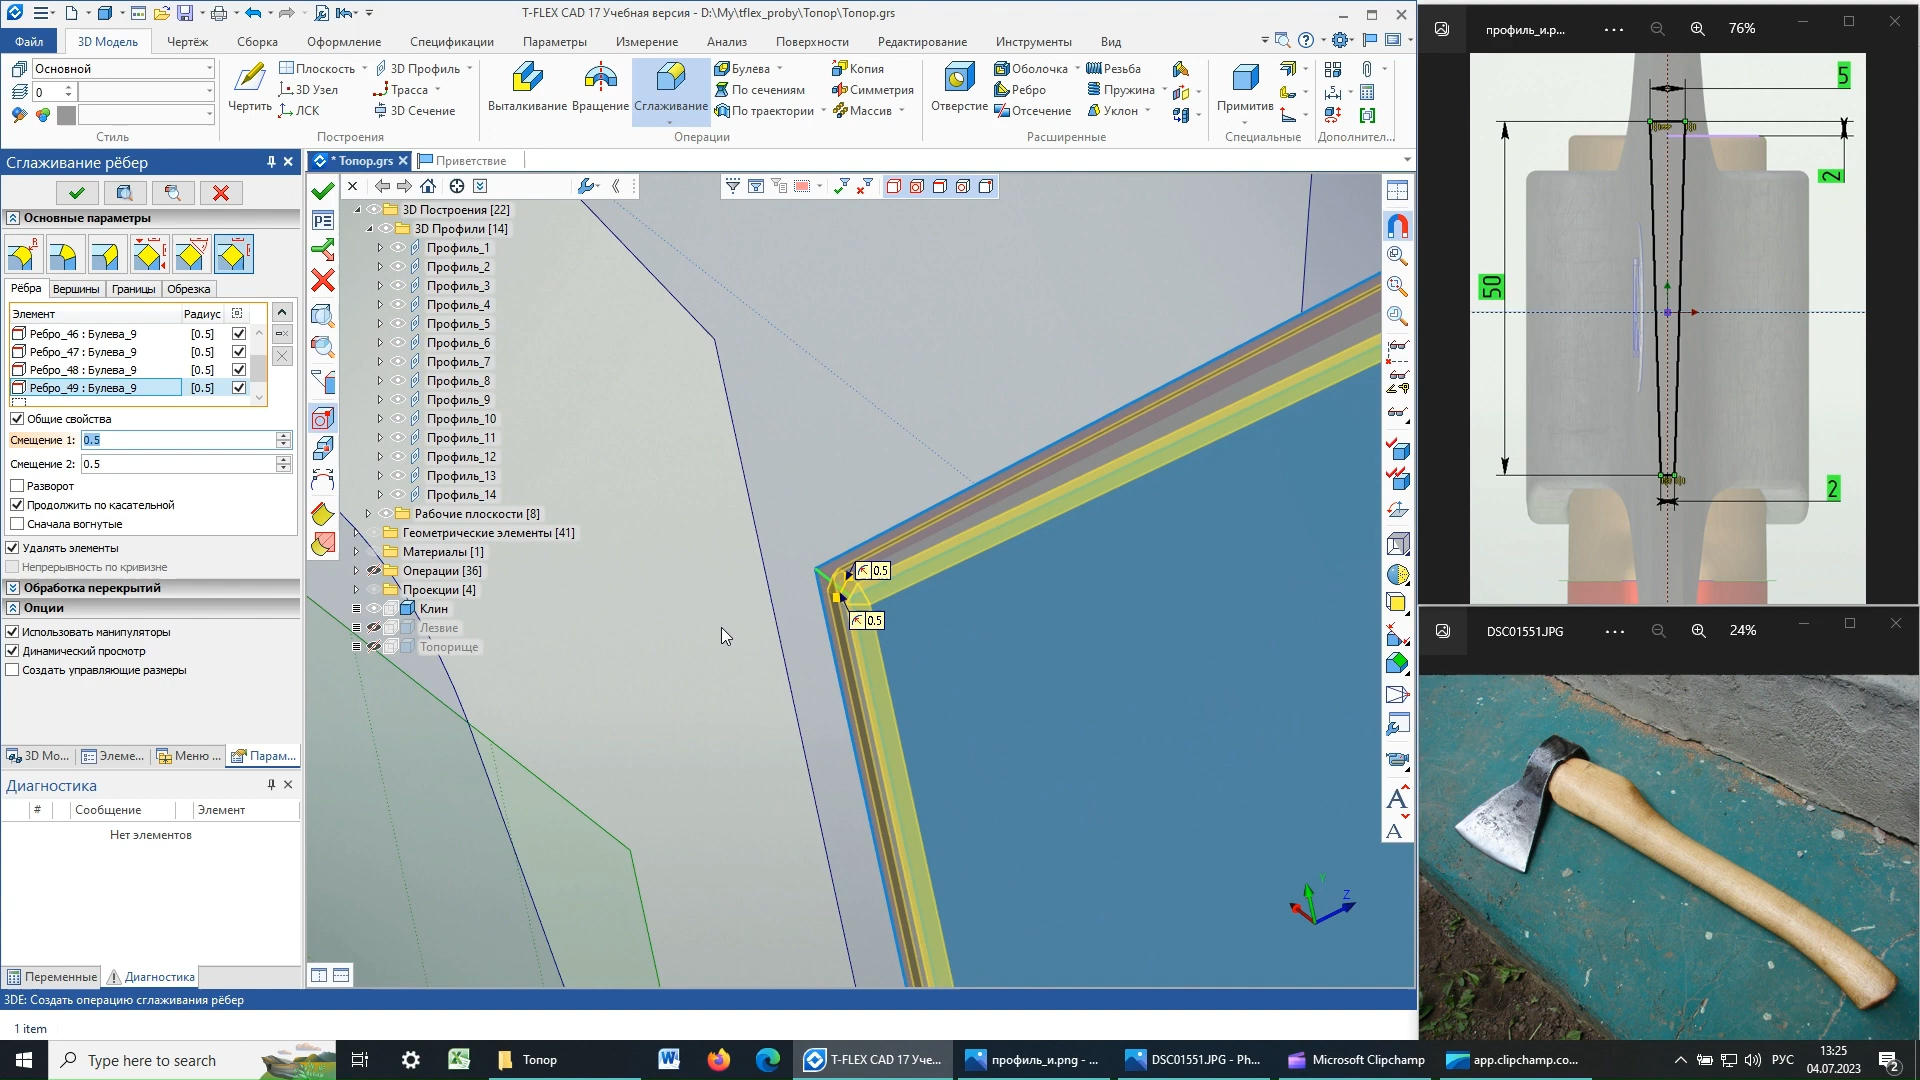 T-FLEX CAD 17 Учебная версия - D:\My\tflex_proby\Топор\Топор.grs
Файл
3D Модель
Чертёж
Сборка
Оформление
Спецификации
Параметры
Измерение
Анализ
Поверхности
Редактирование
Инструменты
Вид
Основной
0
Стиль
Чертить
Плоскость
3D Узел
ЛСК
3D Профиль
Трасса
3D Сечение
Построения
Выталкивание
Вращение
Сглаживание
Булева
По сечениям
По траектории
Копия
Симметрия
Массив
Операции
Отверстие
Оболочка
Ребро
Отсечение
Резьба
Пружина
Уклон
Расширенные
Примитив
Специальные
Дополнител...
Сглаживание рёбер
* Топор.grs
Приветствие
Основные параметры
Рёбра
Вершины
Границы
Обрезка
Элемент
Радиус
Ребро_46 : Булева_9 [0.5]
Ребро_47 : Булева_9 [0.5]
Ребро_48 : Булева_9 [0.5]
Ребро_49 : Булева_9 [0.5]
Общие свойства
Смещение 1: 0.5
Смещение 2: 0.5
Разворот
Продолжить по касательной
Сначала вогнутые
Удалять элементы
Непрерывность по кривизне
Обработка перекрытий
Опции
Использовать манипуляторы
Динамический просмотр
Создать управляющие размеры
3D Мо...
Элеме...
Меню ...
Парам...
Диагностика
#
Сообщение
Элемент
Нет элементов
Переменные
Диагностика
3DE: Создать операцию сглаживания рёбер
1 item
3D Построения [22]
3D Профили [14]
Профиль_1
Профиль_2
Профиль_3
Профиль_4
Профиль_5
Профиль_6
Профиль_7
Профиль_8
Профиль_9
Профиль_10
Профиль_11
Профиль_12
Профиль_13
Профиль_14
Рабочие плоскости [8]
Геометрические элементы [41]
Материалы [1]
Операции [36]
Проекции [4]
Клин
Лезвие
Топорище
0.5
0.5
Y
Z
профиль_и.p...
76%
5
2
50
2
DSC01551.JPG
24%
Type here to search
Топор
T-FLEX CAD 17 Уче...
профиль_и.png - ...
DSC01551.JPG - Ph...
Microsoft Clipchamp
app.clipchamp.co...
РУС
13:25
04.07.2023
2